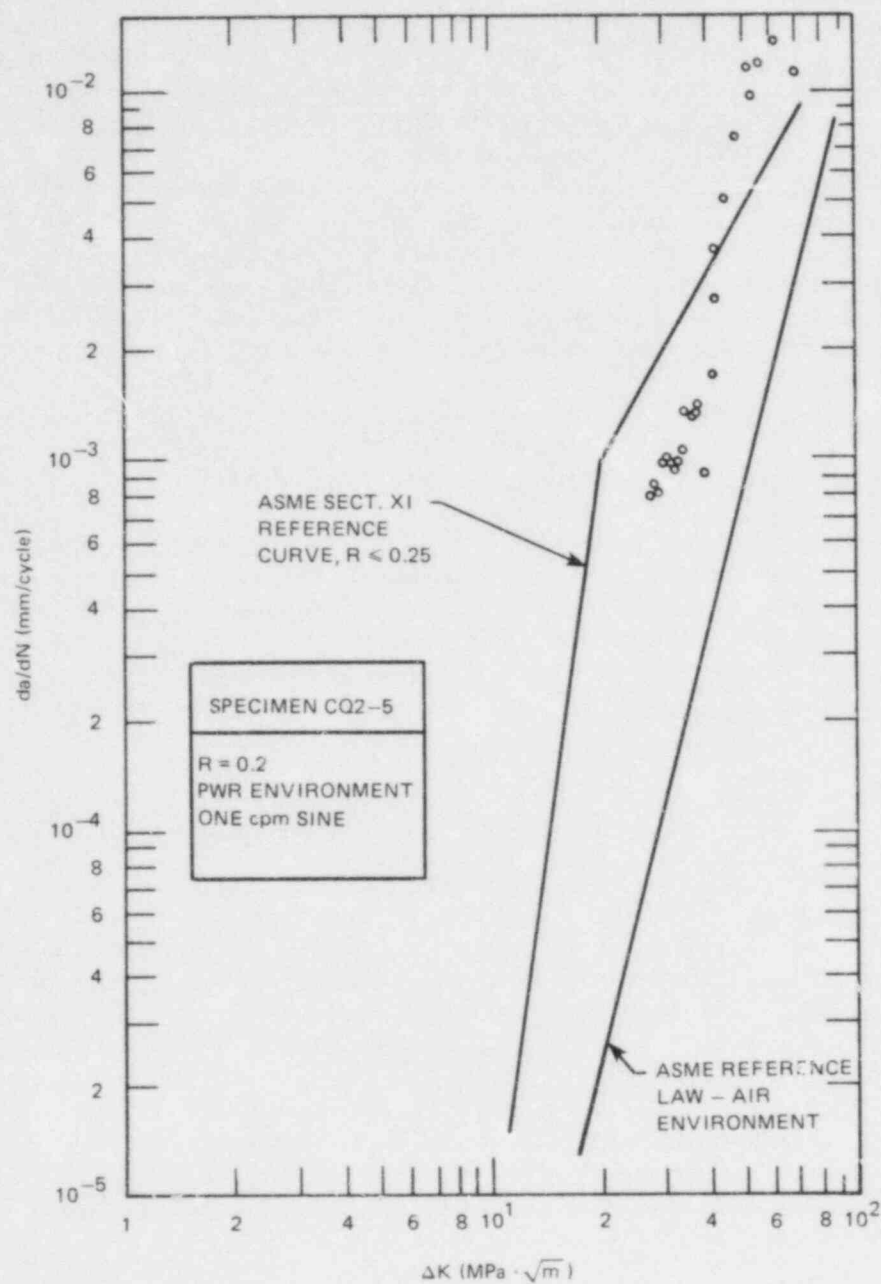 10⁻²
8
6
4
2
10⁻³
8
6
4
2
10⁻⁴
8
6
4
2
10⁻⁵
da/dN (mm/cycle)
ASME SECT. XI
REFERENCE
CURVE, R ≤ 0.25
SPECIMEN CQ2–5
R = 0.2
PWR ENVIRONMENT
ONE cpm SINE
ASME REFERENCE
LAW – AIR
ENVIRONMENT
1 2 4 6 8 10¹ 2 4 6 8 10²
ΔK (MPa · √m)